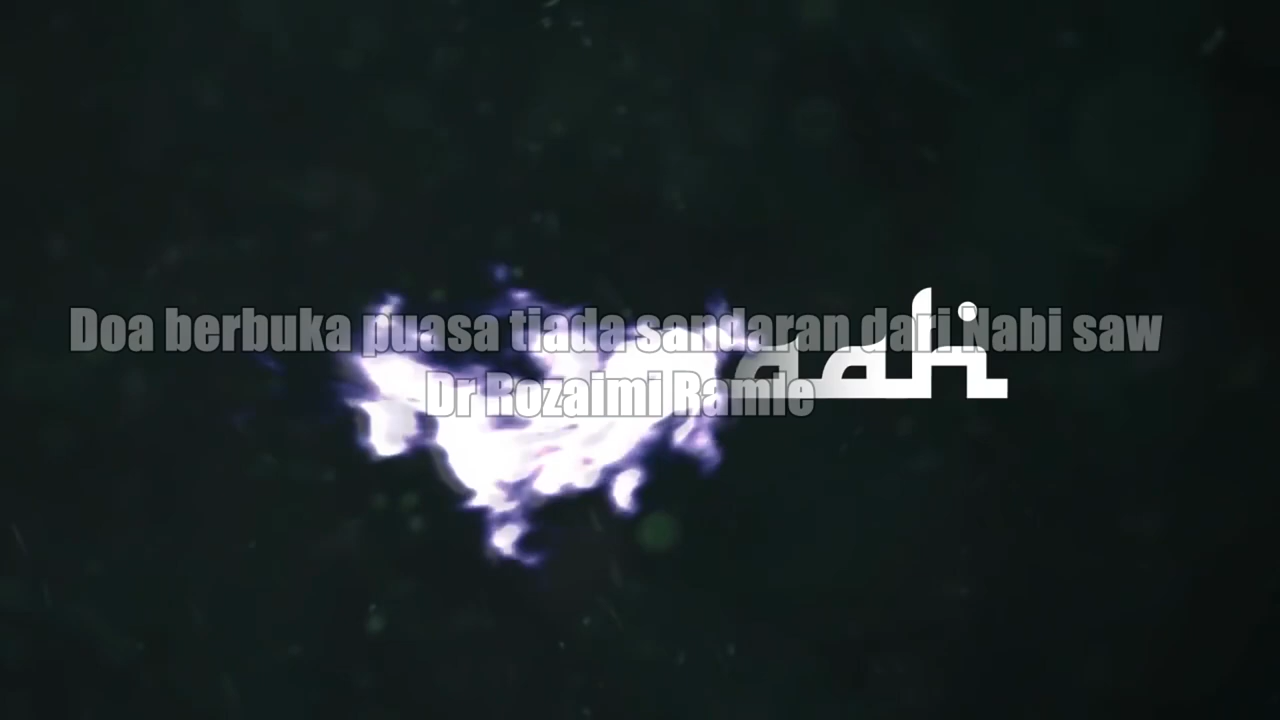 Doa berbuka puasa tiada sandaran dari Nabi saw
Dr Rozaimi Ramle